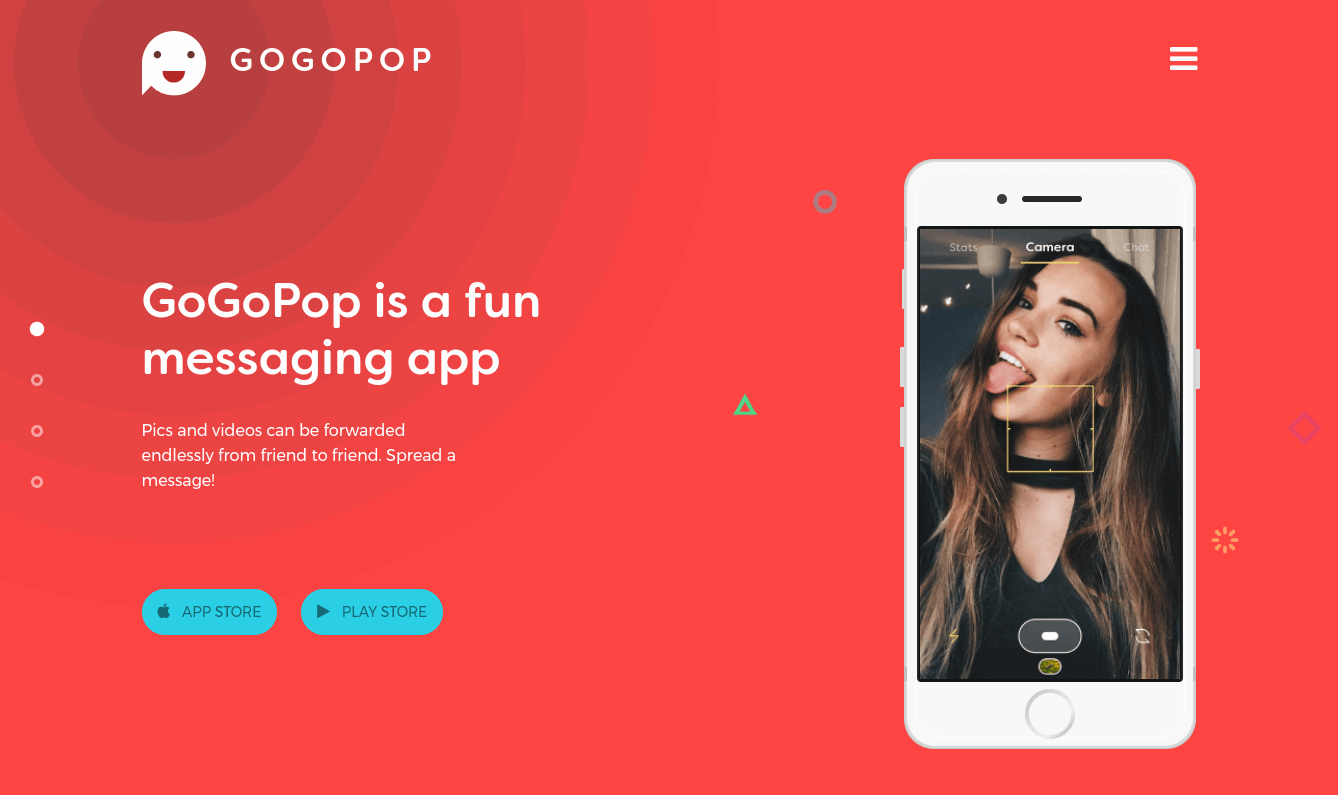 GOGOPOP
GoGoPop is a fun
messaging app
Pics and videos can be forwarded
endlessly from friend to friend. Spread a
message!
APP STORE
PLAY STORE
Stats
Camera
Chat